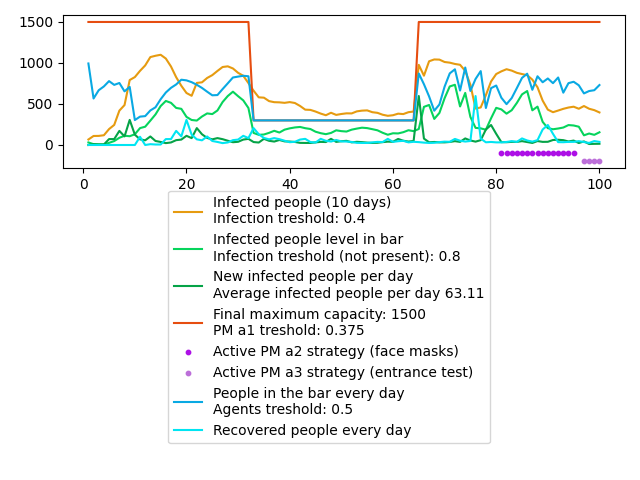 1500
1000
500
0
0 20 40 60 80 100
Infected people (10 days)
Infection treshold: 0.4
Infected people level in bar
Infection treshold (not present): 0.8
New infected people per day
Average infected people per day 63.11
Final maximum capacity: 1500
PM a1 treshold: 0.375
Active PM a2 strategy (face masks)
Active PM a3 strategy (entrance test)
People in the bar every day
Agents treshold: 0.5
Recovered people every day